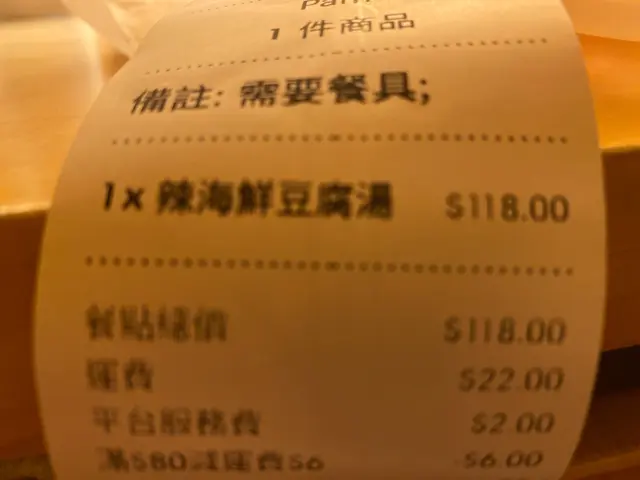 1 件商品
備註: 需要餐具;
1x 辣海鮮豆腐湯 $118.00
餐點總價 $118.00
運費 $22.00
平台服務費 $2.00
滿$80減運費$6 -$6.00